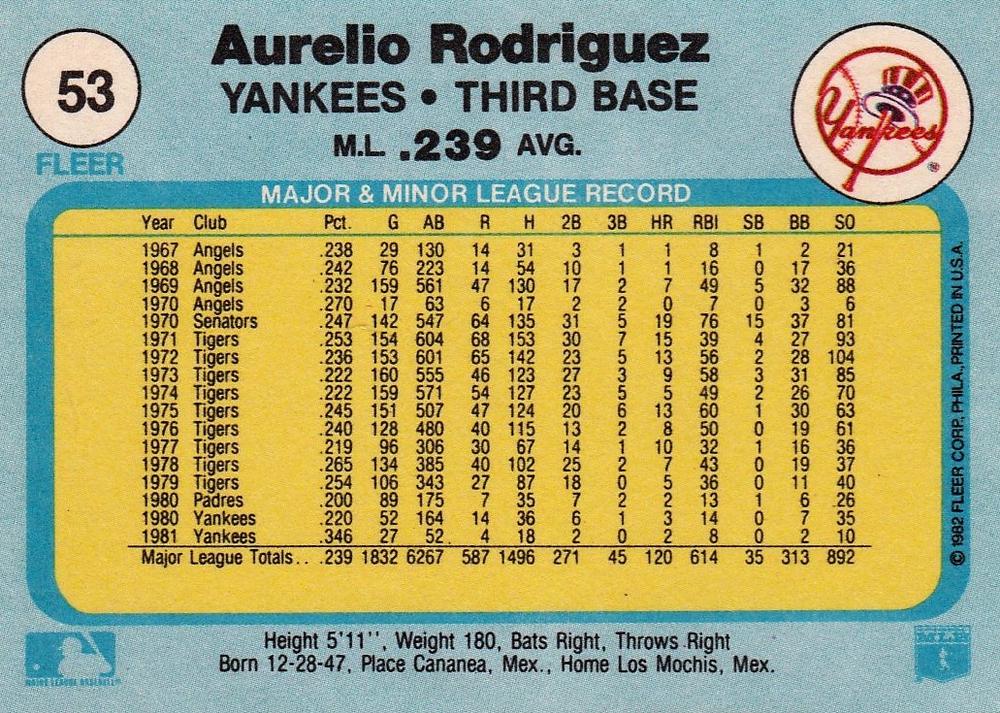 53
FLEER
Aurelio Rodriguez
YANKEES • THIRD BASE
M.L. .239 AVG.
Yankees
®
MAJOR & MINOR LEAGUE RECORD
Year Club Pct. G AB R H 2B 3B HR RBI SB BB SO
1967 Angels .238 29 130 14 31 3 1 1 8 1 2 21
1968 Angels .242 76 223 14 54 10 1 1 16 0 17 36
1969 Angels .232 159 561 47 130 17 2 7 49 5 32 88
1970 Angels .270 17 63 6 17 2 2 0 7 0 3 6
1970 Senators .247 142 547 64 135 31 5 19 76 15 37 81
1971 Tigers .253 154 604 68 153 30 7 15 39 4 27 93
1972 Tigers .236 153 601 65 142 23 5 13 56 2 28 104
1973 Tigers .222 160 555 46 123 27 3 9 58 3 31 85
1974 Tigers .222 159 571 54 127 23 5 5 49 2 26 70
1975 Tigers .245 151 507 47 124 20 6 13 60 1 30 63
1976 Tigers .240 128 480 40 115 13 2 8 50 0 19 61
1977 Tigers .219 96 306 30 67 14 1 10 32 1 16 36
1978 Tigers .265 134 385 40 102 25 2 7 43 0 19 37
1979 Tigers .254 106 343 27 87 18 0 5 36 0 11 40
1980 Padres .200 89 175 7 35 7 2 2 13 1 6 26
1980 Yankees .220 52 164 14 36 6 1 3 14 0 7 35
1981 Yankees .346 27 52 4 18 2 0 2 8 0 2 10
Major League Totals . . .239 1832 6267 587 1496 271 45 120 614 35 313 892
© 1982 FLEER CORP., PHILA., PRINTED IN U.S.A.
Height 5'11'', Weight 180, Bats Right, Throws Right
Born 12-28-47, Place Cananea, Mex., Home Los Mochis, Mex.
MAJOR LEAGUE BASEBALL
MLB